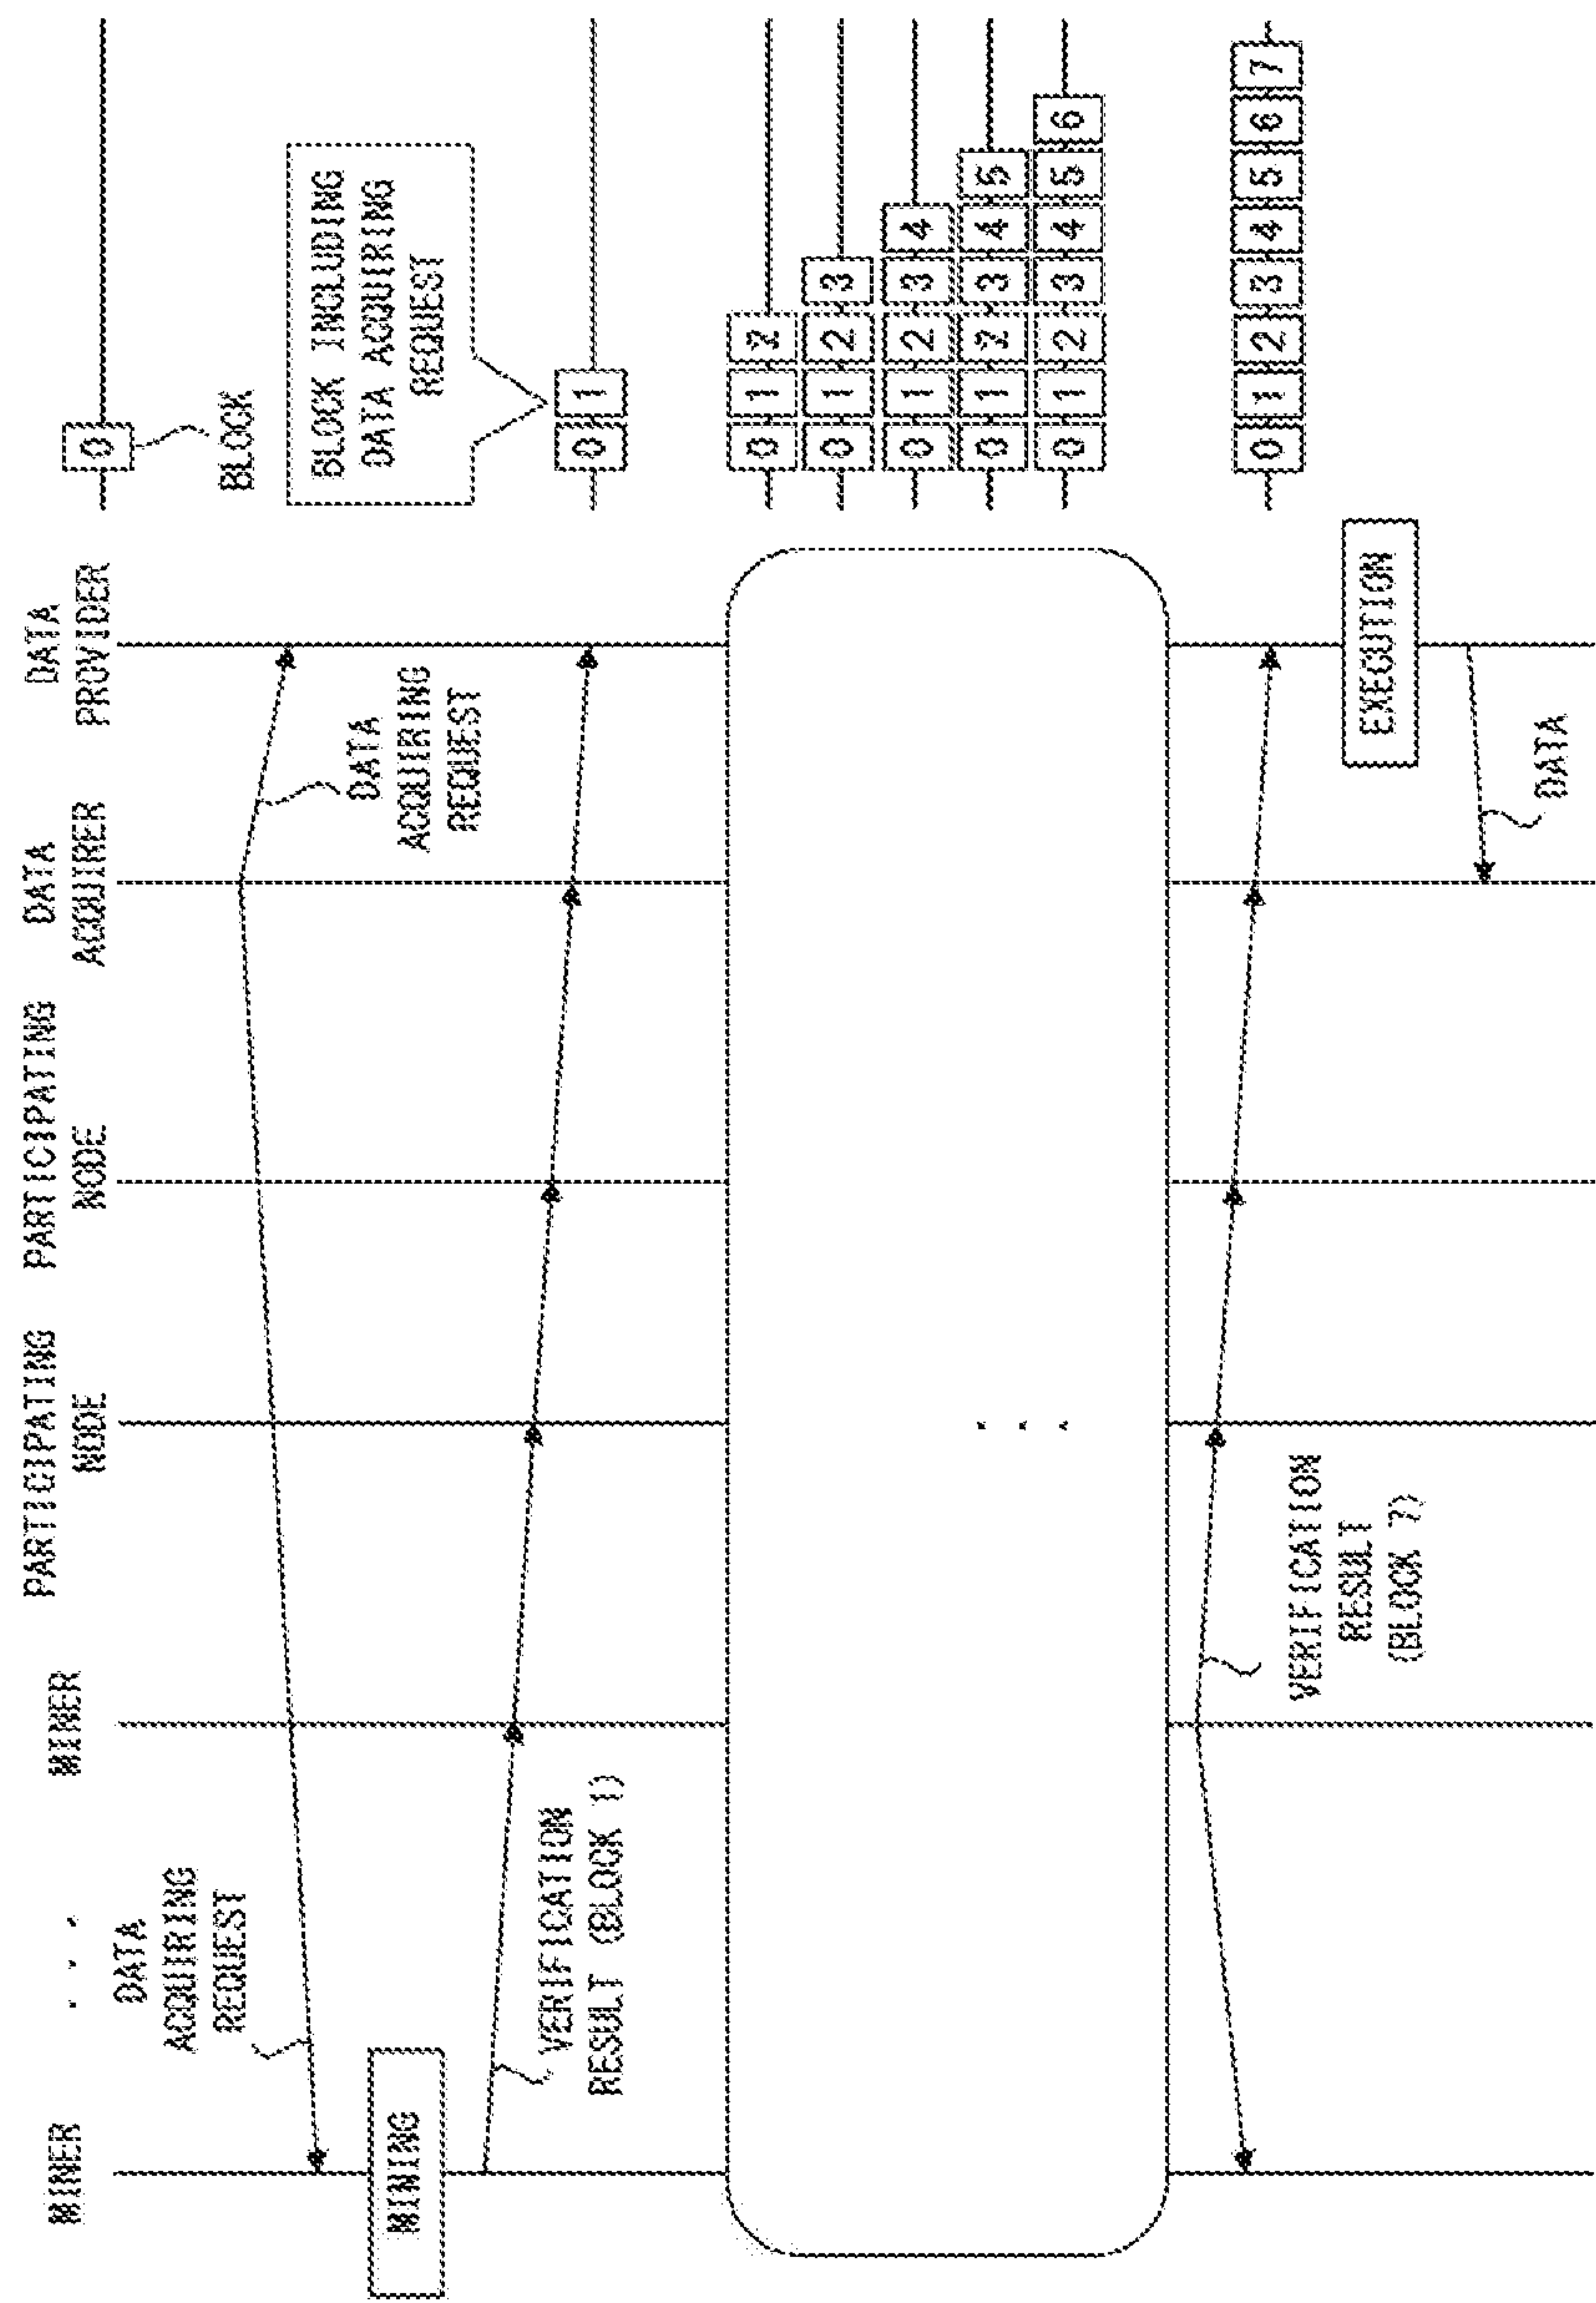 MINER
. . .
MINER
PARTICIPATING
NODE
PARTICIPATING
NODE
DATA
ACQUIRER
DATA
PROVIDER
0
BLOCK
DATA
ACQUIRING
REQUEST
DATA
ACQUIRING
REQUEST
BLOCK INCLUDING
DATA ACQUIRING
REQUEST
MINING
VERIFICATION
RESULT (BLOCK 1)
0 1
0 1 2
0 1 2 3
0 1 2 3 4
0 1 2 3 4 5
0 1 2 3 4 5 6
. . .
0 1 2 3 4 5 6 7
VERIFICATION
RESULT
(BLOCK 7)
EXECUTION
DATA